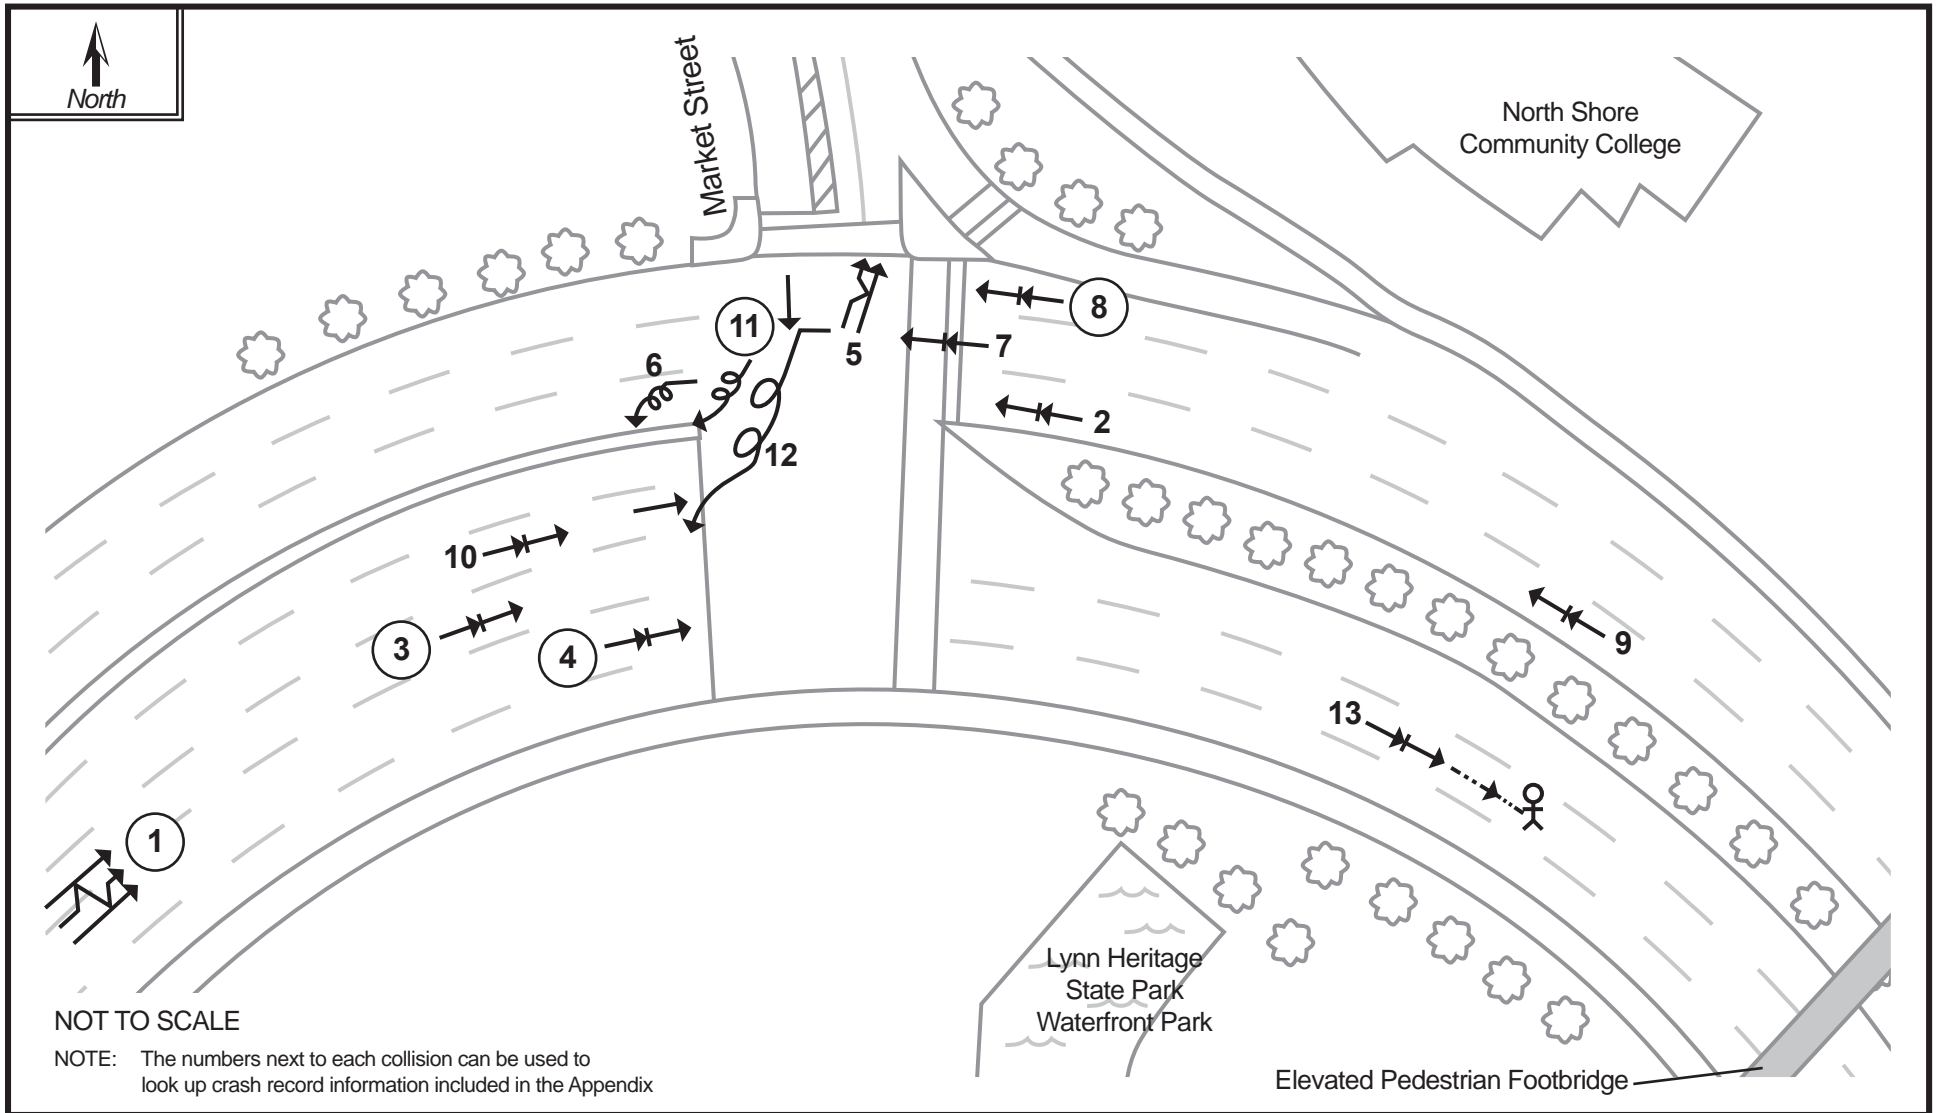 North
Market Street
North Shore
Community College
8
11
7
5
6
2
12
10
3
4
9
13
1
Lynn Heritage
State Park
Waterfront Park
NOT TO SCALE
NOTE: The numbers next to each collision can be used to
look up crash record information included in the Appendix
Elevated Pedestrian Footbridge